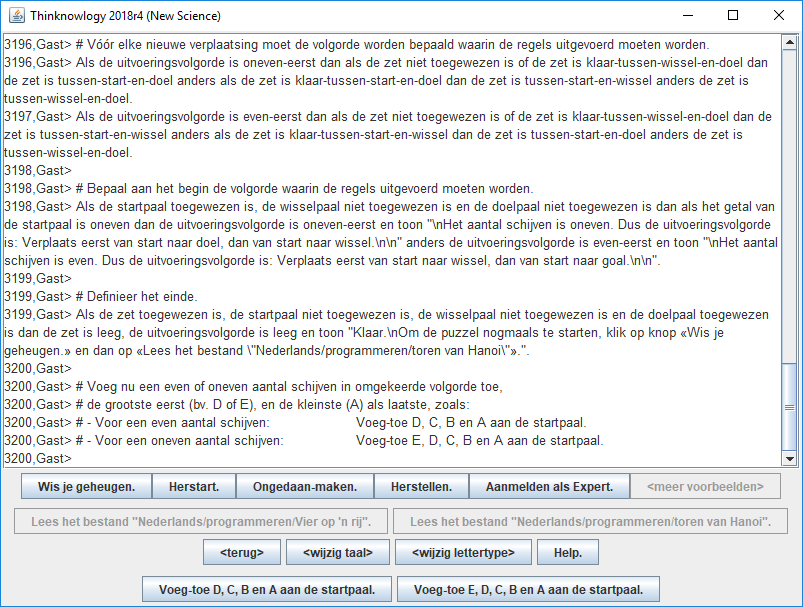 Thinknowlogy 2018r4 (New Science)
3196,Gast> # Vóór elke nieuwe verplaatsing moet de volgorde worden bepaald waarin de regels uitgevoerd moeten worden.
3196,Gast> Als de uitvoeringsvolgorde is oneven-eerst dan als de zet niet toegewezen is of de zet is klaar-tussen-wissel-en-doel dan
de zet is tussen-start-en-doel anders als de zet is klaar-tussen-start-en-doel dan de zet is tussen-start-en-wissel anders de zet is
tussen-wissel-en-doel.
3197,Gast> Als de uitvoeringsvolgorde is even-eerst dan als de zet niet toegewezen is of de zet is klaar-tussen-wissel-en-doel dan de
zet is tussen-start-en-wissel anders als de zet is klaar-tussen-start-en-wissel dan de zet is tussen-start-en-doel anders de zet is
tussen-wissel-en-doel.
3198,Gast>
3198,Gast> # Bepaal aan het begin de volgorde waarin de regels uitgevoerd moeten worden.
3198,Gast> Als de startpaal toegewezen is, de wisselpaal niet toegewezen is en de doelpaal niet toegewezen is dan als het getal van
de startpaal is oneven dan de uitvoeringsvolgorde is oneven-eerst en toon "\nHet aantal schijven is oneven. Dus de uitvoeringsvolgorde
is: Verplaats eerst van start naar doel, dan van start naar wissel.\n\n" anders de uitvoeringsvolgorde is even-eerst en toon "\nHet aantal
schijven is even. Dus de uitvoeringsvolgorde is: Verplaats eerst van start naar wissel, dan van start naar goal.\n\n".
3199,Gast>
3199,Gast> # Definieer het einde.
3199,Gast> Als de zet toegewezen is, de startpaal niet toegewezen is, de wisselpaal niet toegewezen is en de doelpaal toegewezen
is dan de zet is leeg, de uitvoeringsvolgorde is leeg en toon "Klaar.\nOm de puzzel nogmaals te starten, klik op knop «Wis je
geheugen.» en dan op «Lees het bestand \"Nederlands/programmeren/toren van Hanoi\"».".
3200,Gast>
3200,Gast> # Voeg nu een even of oneven aantal schijven in omgekeerde volgorde toe,
3200,Gast> # de grootste eerst (bv. D of E), en de kleinste (A) als laatste, zoals:
3200,Gast> # - Voor een even aantal schijven: Voeg-toe D, C, B en A aan de startpaal.
3200,Gast> # - Voor een oneven aantal schijven: Voeg-toe E, D, C, B en A aan de startpaal.
3200,Gast>
Wis je geheugen. Herstart. Ongedaan-maken. Herstellen. Aanmelden als Expert. <meer voorbeelden>
Lees het bestand "Nederlands/programmeren/Vier op 'n rij". Lees het bestand "Nederlands/programmeren/toren van Hanoi".
<terug> <wijzig taal> <wijzig lettertype> Help.
Voeg-toe D, C, B en A aan de startpaal. Voeg-toe E, D, C, B en A aan de startpaal.